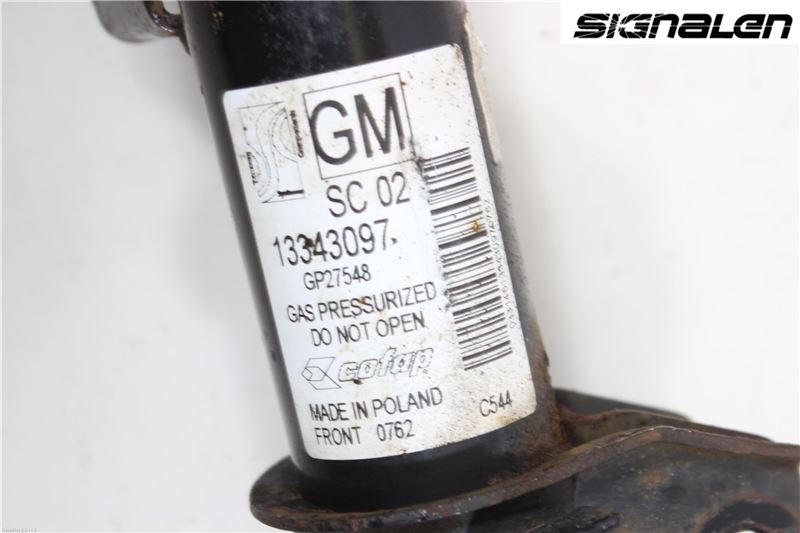 SIGNALEN
GM
SC 02
13343097
GP27548
GAS PRESSURIZED
DO NOT OPEN
cofap
MADE IN POLAND
FRONT 0762
C544